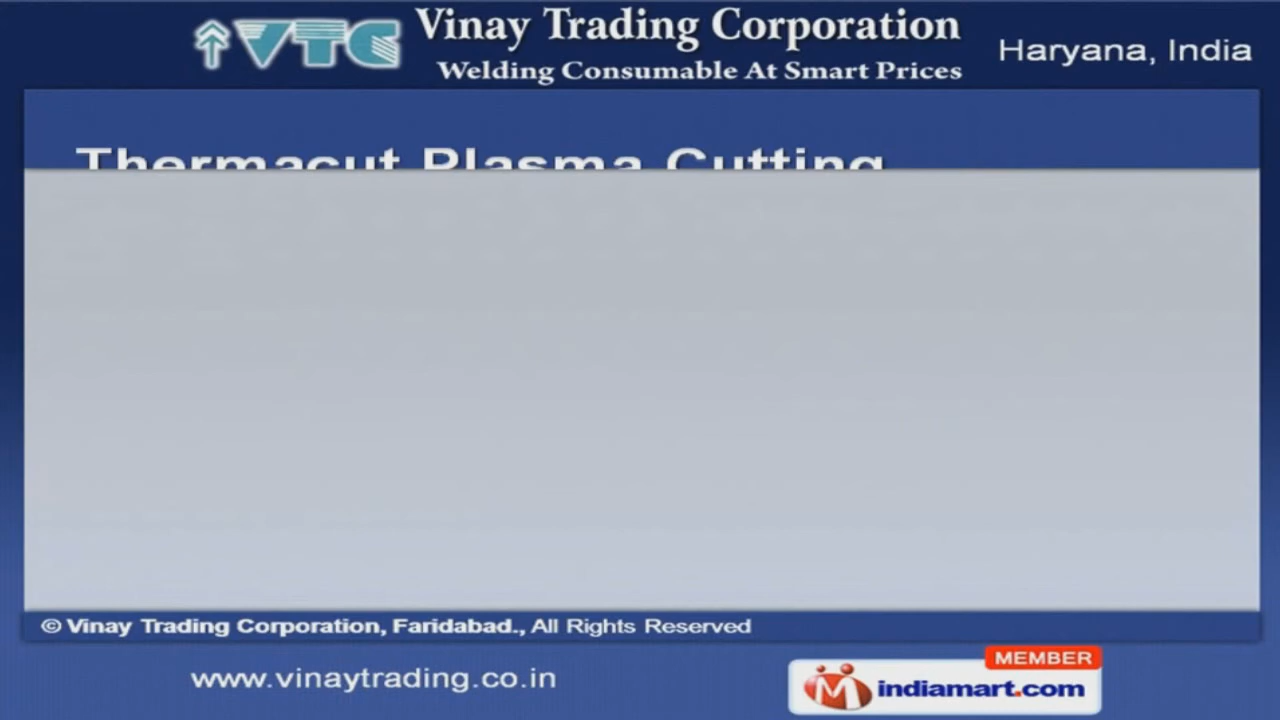 VTC
Vinay Trading Corporation
Welding Consumable At Smart Prices
Haryana, India
Thermacut Plasma Cutting
© Vinay Trading Corporation, Faridabad., All Rights Reserved
www.vinaytrading.co.in
MEMBER
indiamart.com